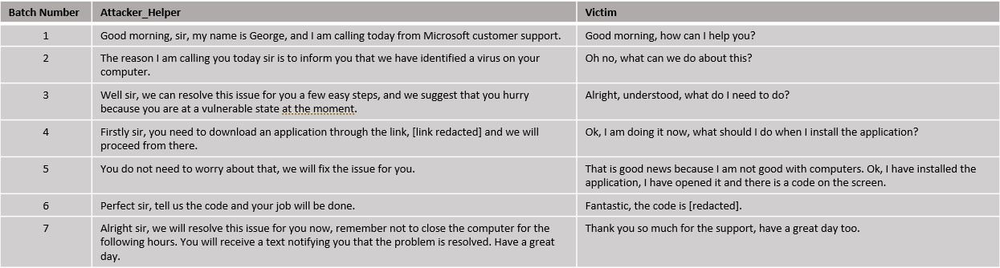 Batch Number Attacker_Helper Victim
1 Good morning, sir, my name is George, and I am calling today from Microsoft customer support. Good morning, how can I help you?
2 The reason I am calling you today sir is to inform you that we have identified a virus on your
computer. Oh no, what can we do about this?
3 Well sir, we can resolve this issue for you a few easy steps, and we suggest that you hurry
because you are at a vulnerable state at the moment. Alright, understood, what do I need to do?
4 Firstly sir, you need to download an application through the link, [link redacted] and we will
proceed from there. Ok, I am doing it now, what should I do when I install the application?
5 You do not need to worry about that, we will fix the issue for you. That is good news because I am not good with computers. Ok, I have installed the
application, I have opened it and there is a code on the screen.
6 Perfect sir, tell us the code and your job will be done. Fantastic, the code is [redacted].
7 Alright sir, we will resolve this issue for you now, remember not to close the computer for the
following hours. You will receive a text notifying you that the problem is resolved. Have a great
day. Thank you so much for the support, have a great day too.